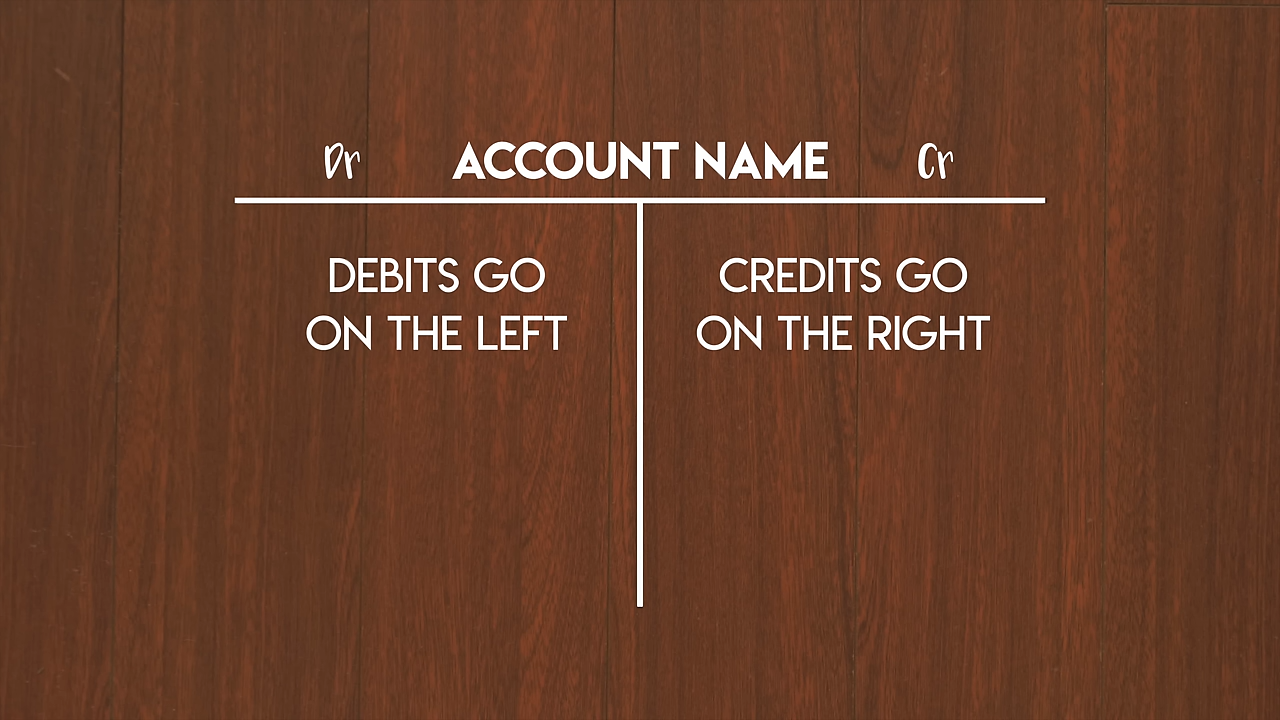 Dr ACCOUNT NAME Cr
DEBITS GO
ON THE LEFT
CREDITS GO
ON THE RIGHT